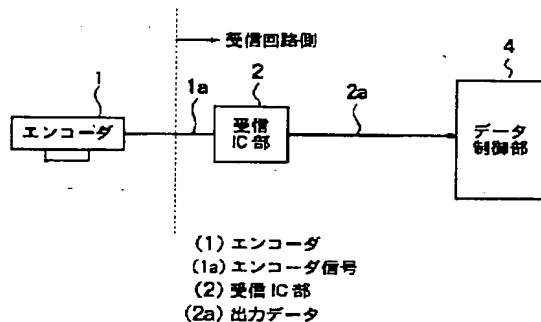 受信回路側
1
1a
2
2a
4
エンコーダ
受信
IC部
データ
制御部
(1) エンコーダ
(1a) エンコーダ信号
(2) 受信IC部
(2a) 出力データ